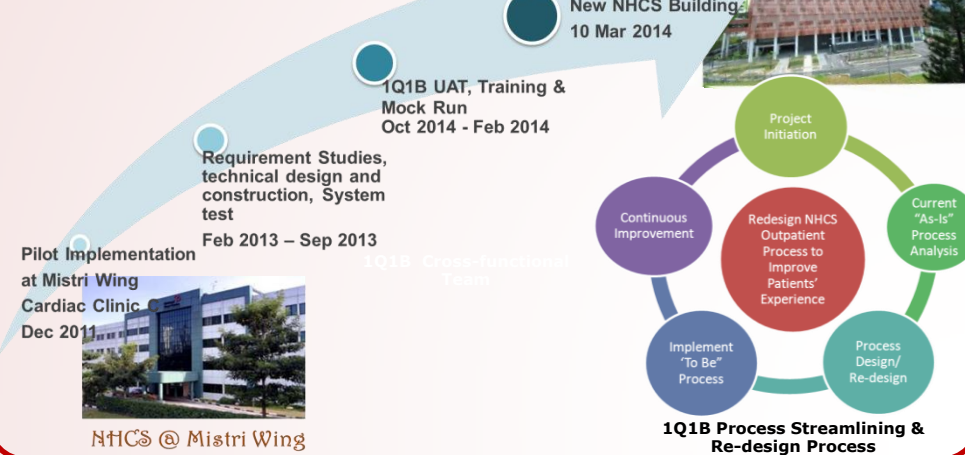 New NHCS Building
10 Mar 2014
1Q1B UAT, Training &
Mock Run
Oct 2014 - Feb 2014
Requirement Studies,
technical design and
construction, System
test
Feb 2013 – Sep 2013
Pilot Implementation
at Mistri Wing
Cardiac Clinic C
Dec 2011
1Q1B Cross-functional
Team
NHCS @ Mistri Wing
Project
Initiation
Current
"As-Is"
Process
Analysis
Process
Design/
Re-design
Implement
'To Be"
Process
Continuous
Improvement
Redesign NHCS
Outpatient
Process to
Improve
Patients'
Experience
1Q1B Process Streamlining &
Re-design Process